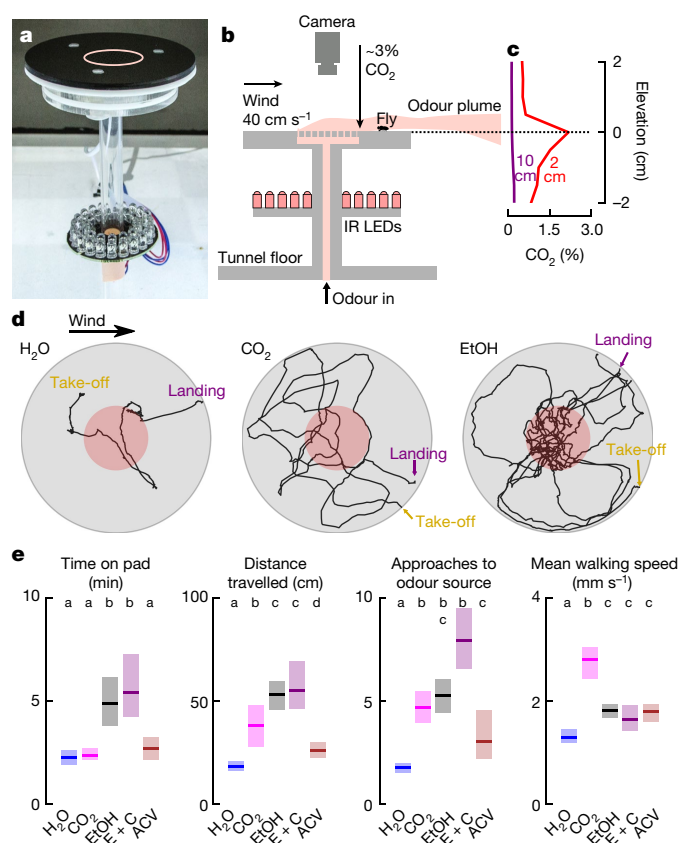 a
b
Camera
~3%
CO2
Wind
40 cm s−1
Odour plume
Fly
IR LEDs
Tunnel floor
Odour in
c
2
0
−2
Elevation (cm)
10
cm
2
cm
0
1.5
3.0
CO2 (%)
d
Wind
H2O
Take-off
Landing
CO2
Landing
Take-off
EtOH
Landing
Take-off
e
Time on pad
(min)
10
5
0
a a b b a
H2O
CO2
EtOH
E + C
ACV
Distance
travelled (cm)
100
50
0
a b c c d
H2O
CO2
EtOH
E + C
ACV
Approaches to
odour source
10
5
0
a b b b c
c
H2O
CO2
EtOH
E + C
ACV
Mean walking speed
(mm s−1)
4
2
0
a b c c c
H2O
CO2
EtOH
E + C
ACV